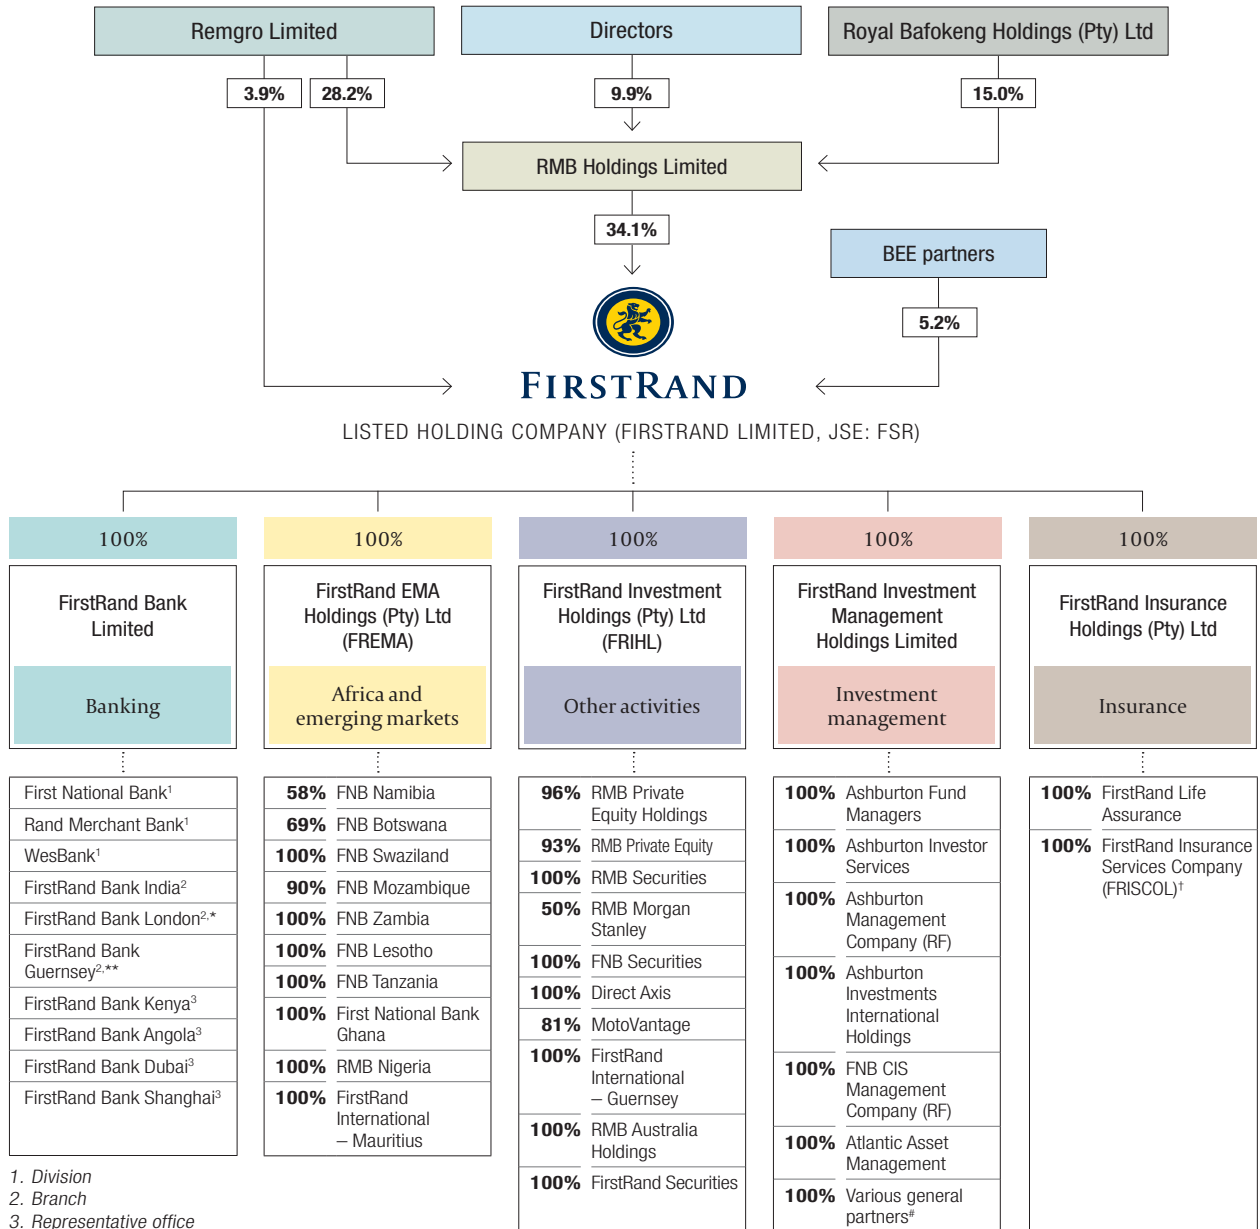 Remgro Limited
Directors
Royal Bafokeng Holdings (Pty) Ltd
3.9%
28.2%
9.9%
15.0%
RMB Holdings Limited
34.1%
BEE partners
5.2%
FIRSTRAND
LISTED HOLDING COMPANY (FIRSTRAND LIMITED, JSE: FSR)
100%
FirstRand Bank
Limited
Banking
First National Bank¹
Rand Merchant Bank¹
WesBank¹
FirstRand Bank India²
FirstRand Bank London²,*
FirstRand Bank
Guernsey²,**
FirstRand Bank Kenya³
FirstRand Bank Angola³
FirstRand Bank Dubai³
FirstRand Bank Shanghai³
100%
FirstRand EMA
Holdings (Pty) Ltd
(FREMA)
Africa and
emerging markets
58% FNB Namibia
69% FNB Botswana
100% FNB Swaziland
90% FNB Mozambique
100% FNB Zambia
100% FNB Lesotho
100% FNB Tanzania
100% First National Bank
Ghana
100% RMB Nigeria
100% FirstRand
International
– Mauritius
100%
FirstRand Investment
Holdings (Pty) Ltd
(FRIHL)
Other activities
96% RMB Private
Equity Holdings
93% RMB Private Equity
100% RMB Securities
50% RMB Morgan
Stanley
100% FNB Securities
100% Direct Axis
81% MotoVantage
100% FirstRand
International
– Guernsey
100% RMB Australia
Holdings
100% FirstRand Securities
100%
FirstRand Investment
Management
Holdings Limited
Investment
management
100% Ashburton Fund
Managers
100% Ashburton Investor
Services
100% Ashburton
Management
Company (RF)
100% Ashburton
Investments
International
Holdings
100% FNB CIS
Management
Company (RF)
100% Atlantic Asset
Management
100% Various general
partners#
100%
FirstRand Insurance
Holdings (Pty) Ltd
Insurance
100% FirstRand Life
Assurance
100% FirstRand Insurance
Services Company
(FRISCOL)†
1. Division
2. Branch
3. Representative office